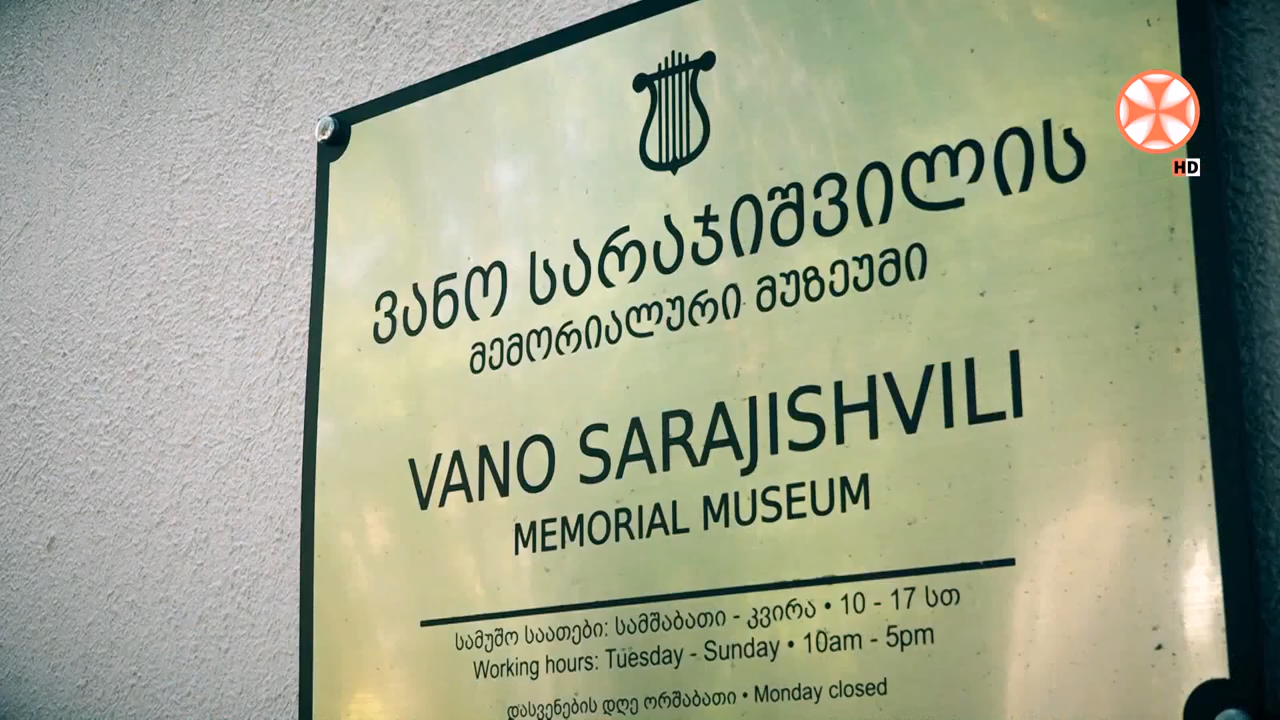 ვანო სარაჯიშვილის
მემორიალური მუზეუმი
VANO SARAJISHVILI
MEMORIAL MUSEUM
სამუშო საათები: სამშაბათი - კვირა • 10 - 17 სთ
Working hours: Tuesday - Sunday • 10am - 5pm
დასვენების დღე ორშაბათი • Monday closed
HD